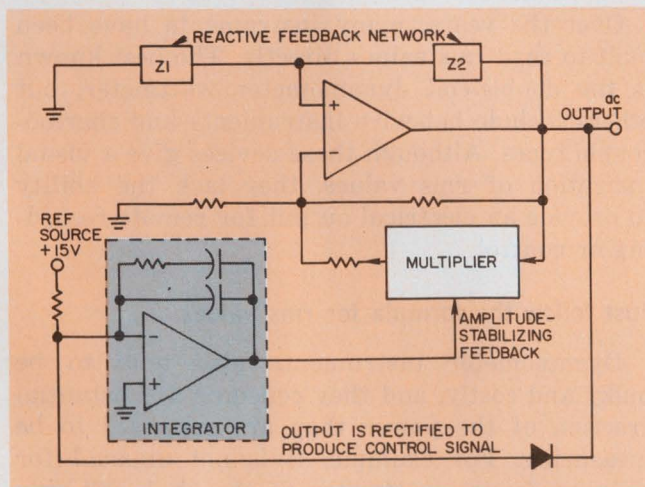 REACTIVE FEEDBACK NETWORK
Z1
Z2
+
−
ac
OUTPUT
REF
SOURCE
+15V
MULTIPLIER
AMPLITUDE-
STABILIZING
FEEDBACK
−
+
INTEGRATOR
OUTPUT IS RECTIFIED TO
PRODUCE CONTROL SIGNAL